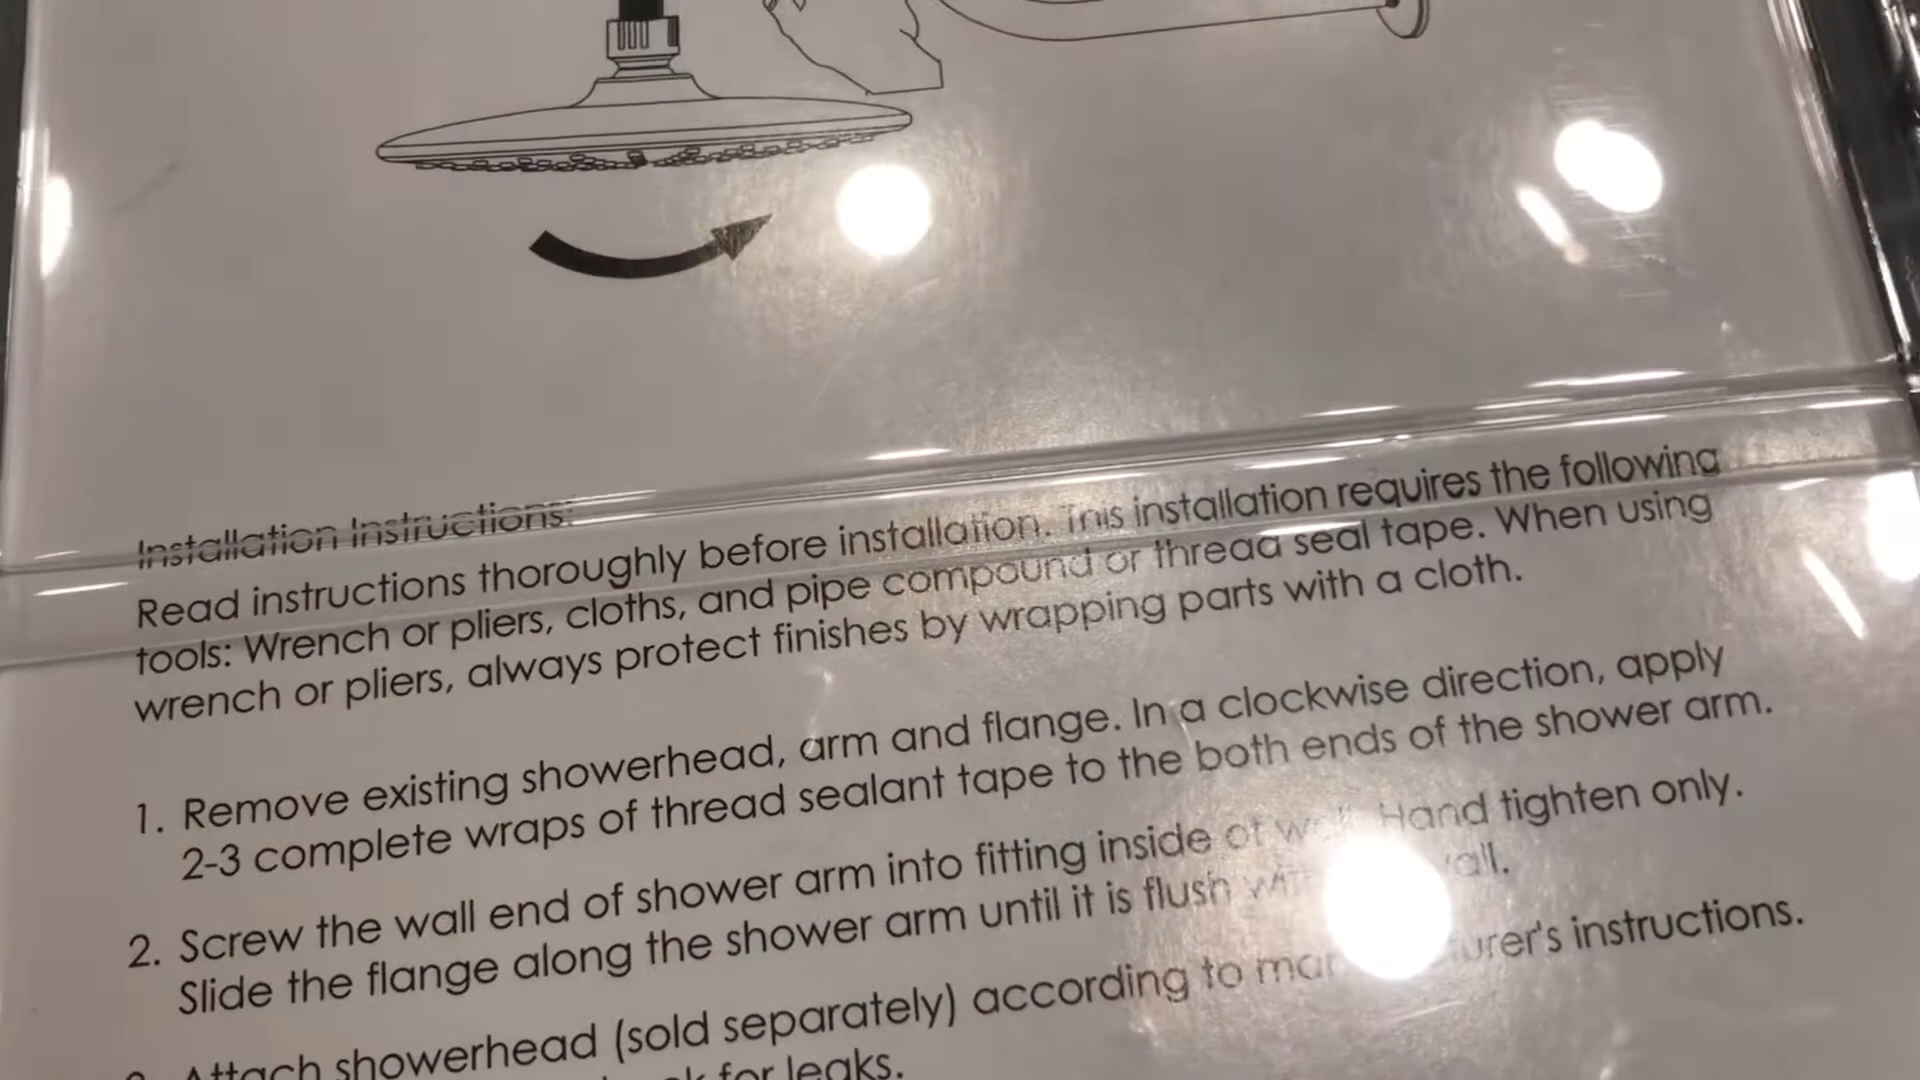 Installation Instructions:
Read instructions thoroughly before installation. This installation requires the following
tools: Wrench or pliers, cloths, and pipe compound or thread seal tape. When using
wrench or pliers, always protect finishes by wrapping parts with a cloth.
1. Remove existing showerhead, arm and flange. In a clockwise direction, apply
2-3 complete wraps of thread sealant tape to the both ends of the shower arm.
2. Screw the wall end of shower arm into fitting inside of wall. Hand tighten only.
Slide the flange along the shower arm until it is flush
Attach showerhead (sold separately) according to instructions.
for leaks.